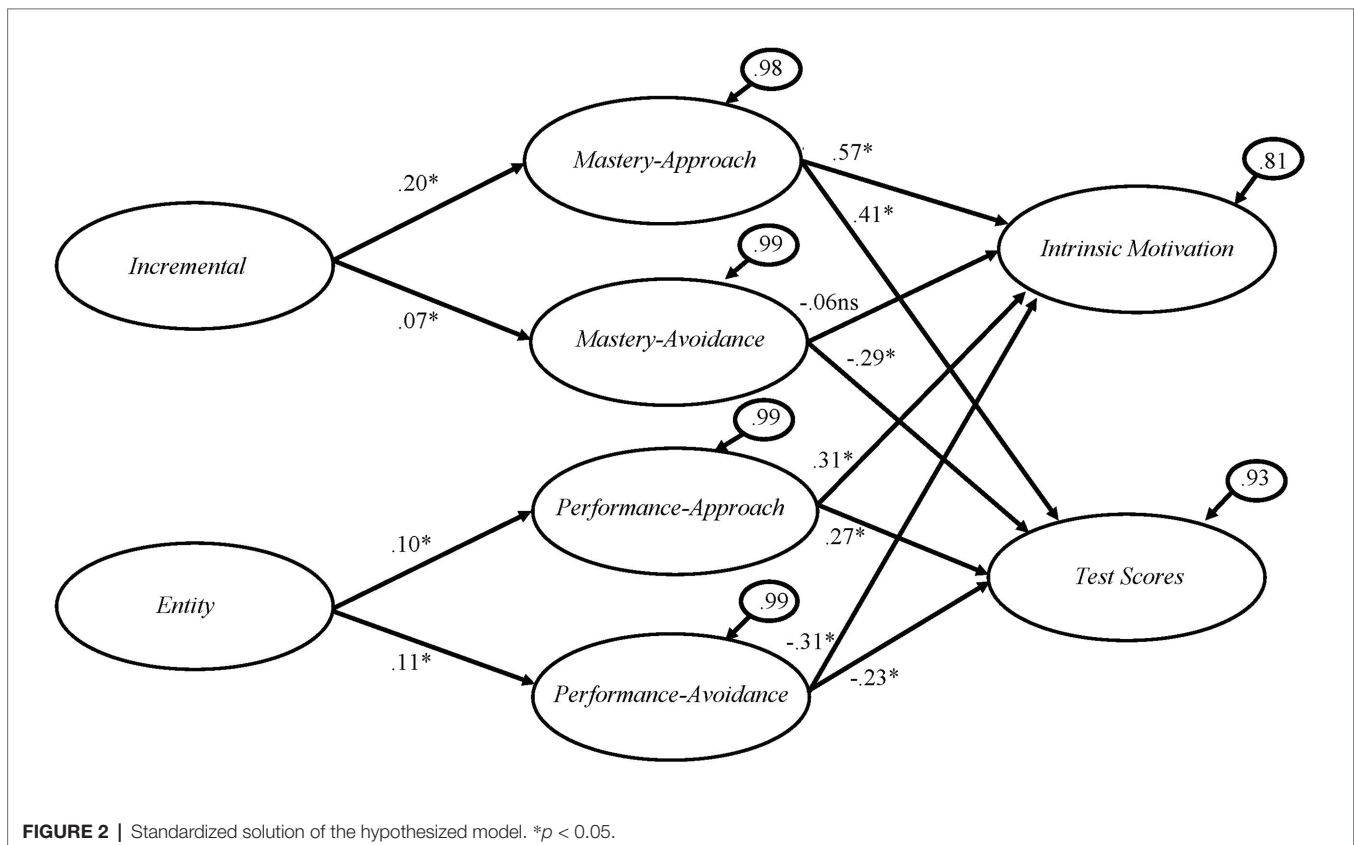 .98
Mastery-Approach
.57*
.81
.20*
.41*
Intrinsic Motivation
.99
Incremental
-.06ns
.07*
Mastery-Avoidance
-.29*
.99
.31*
.93
Performance-Approach
.27*
.10*
Test Scores
.99
Entity
-.31*
.11*
-.23*
Performance-Avoidance
FIGURE 2 | Standardized solution of the hypothesized model. *p < 0.05.